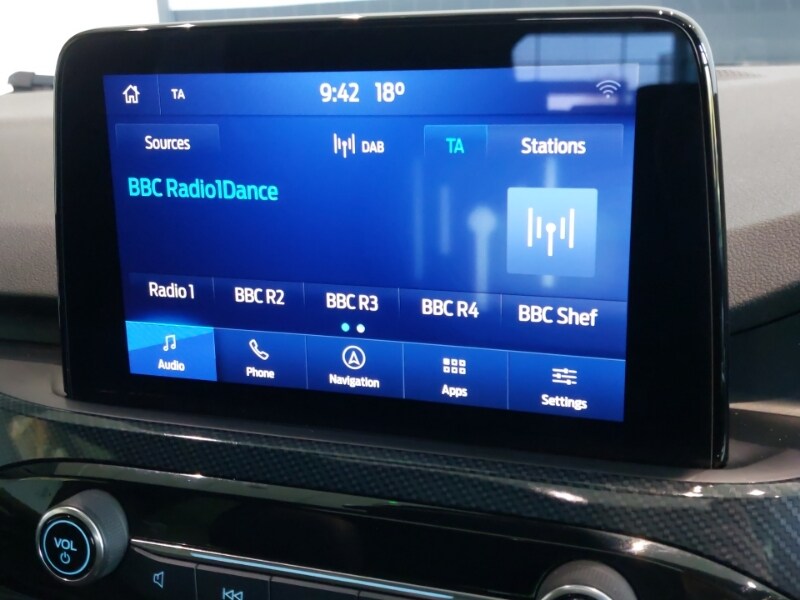 TA 9:42 18°
Sources DAB TA Stations
BBC Radio1Dance
Radio 1 BBC R2 BBC R3 BBC R4 BBC Shef
Audio Phone Navigation Apps Settings
VOL